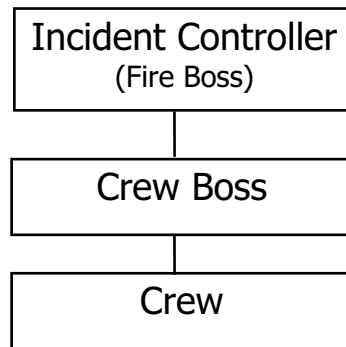 Incident Controller
(Fire Boss)
Crew Boss
Crew